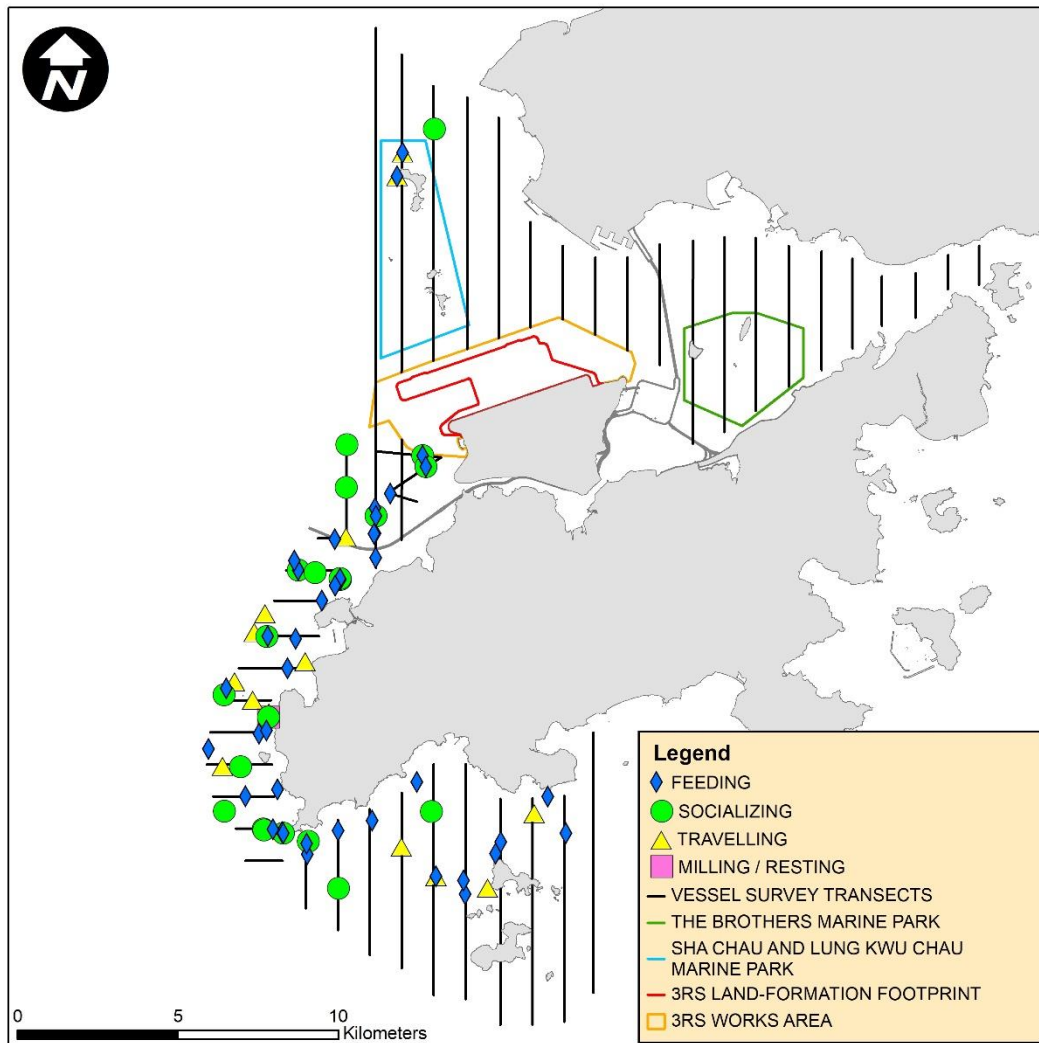 N
Legend
FEEDING
SOCIALIZING
TRAVELLING
MILLING / RESTING
VESSEL SURVEY TRANSECTS
THE BROTHERS MARINE PARK
SHA CHAU AND LUNG KWU CHAU
MARINE PARK
3RS LAND-FORMATION FOOTPRINT
3RS WORKS AREA
0 5 10
Kilometers